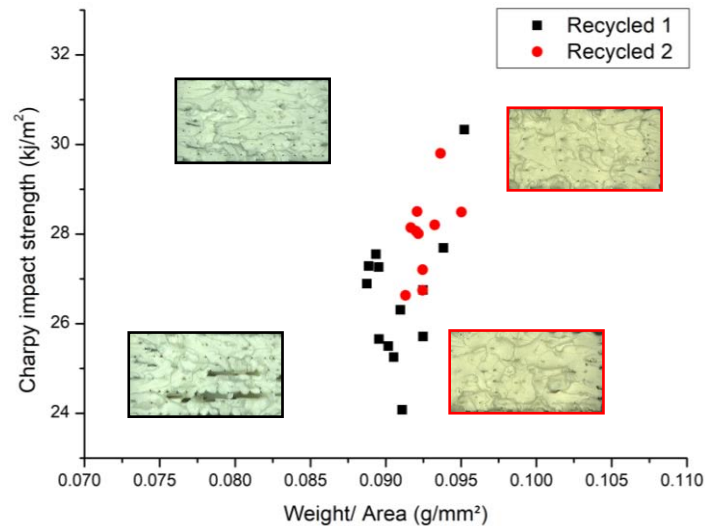 Recycled 1
Recycled 2
Charpy impact strength (kj/m²)
32
30
28
26
24
0.070 0.075 0.080 0.085 0.090 0.095 0.100 0.105 0.110
Weight/ Area (g/mm²)